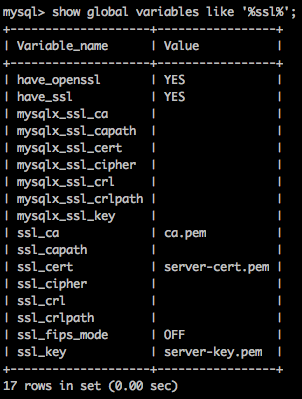 mysql> show global variables like '%ssl%';
+--------------------+-----------------+
| Variable_name      | Value           |
+--------------------+-----------------+
| have_openssl       | YES             |
| have_ssl           | YES             |
| mysqlx_ssl_ca      |                 |
| mysqlx_ssl_capath  |                 |
| mysqlx_ssl_cert    |                 |
| mysqlx_ssl_cipher  |                 |
| mysqlx_ssl_crl     |                 |
| mysqlx_ssl_crlpath |                 |
| mysqlx_ssl_key     |                 |
| ssl_ca             | ca.pem          |
| ssl_capath         |                 |
| ssl_cert           | server-cert.pem |
| ssl_cipher         |                 |
| ssl_crl            |                 |
| ssl_crlpath        |                 |
| ssl_fips_mode      | OFF             |
| ssl_key            | server-key.pem  |
+--------------------+-----------------+
17 rows in set (0.00 sec)